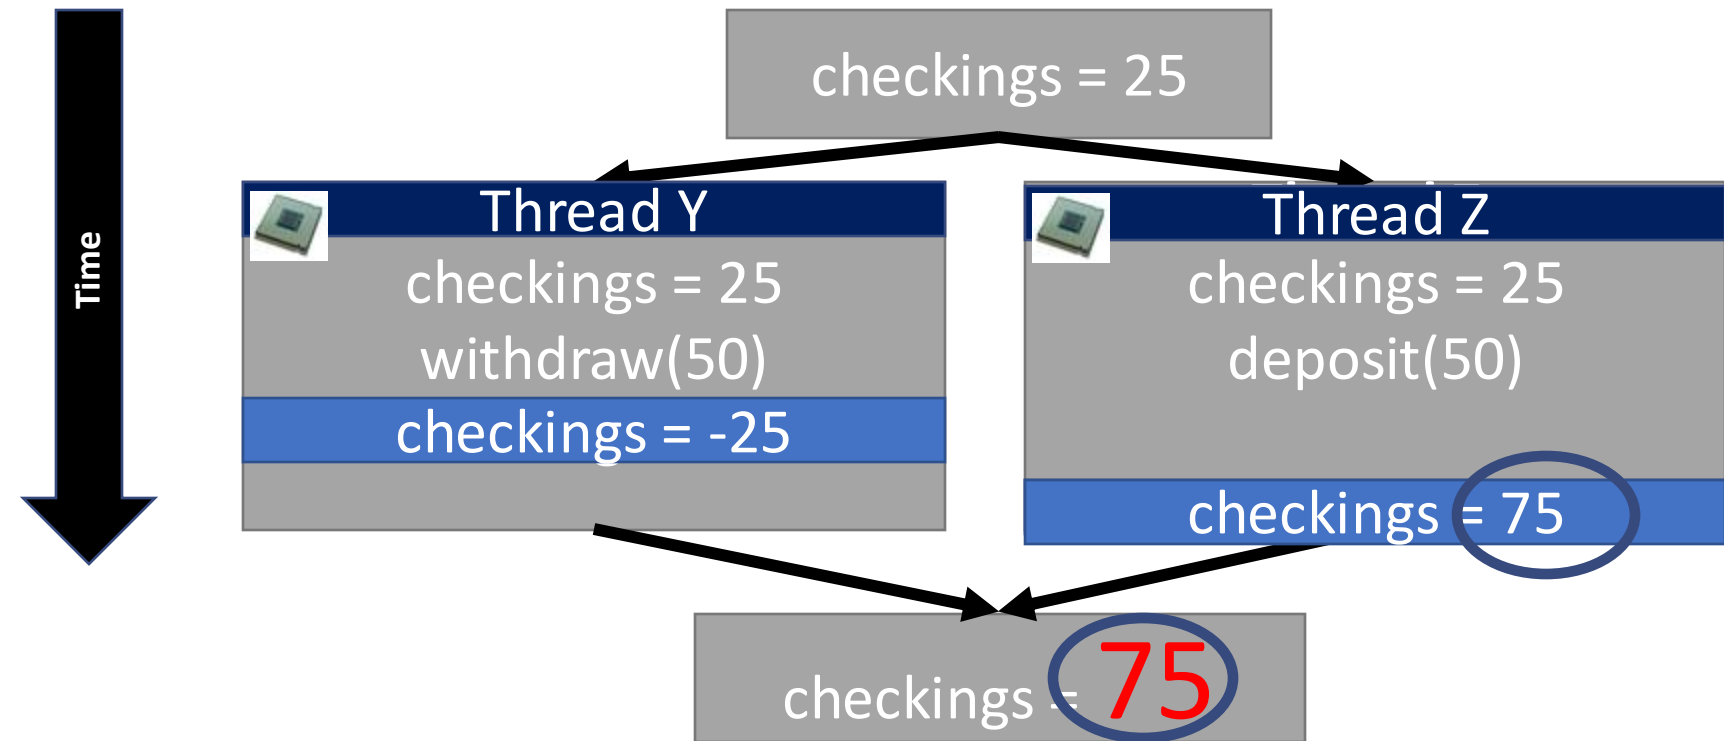 checkings = 25
Time
Thread Y
checkings = 25
withdraw(50)
checkings = -25
Thread Z
checkings = 25
deposit(50)
checkings = 75
checkings = 75